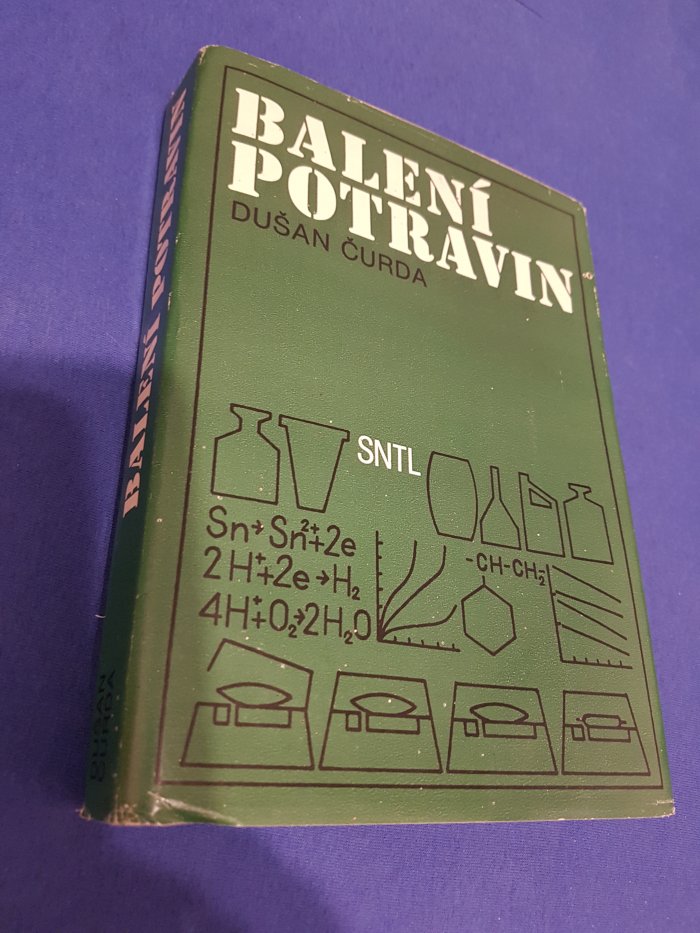 BALENÍ
POTRAVIN
DUŠAN ČURDA
SNTL
Sn→Sn²⁺+2e
2H⁺+2e→H₂
4H⁺+O₂→2H₂O
-CH-CH₂-
BALENÍ POTRAVIN
DUŠAN
ČURDA